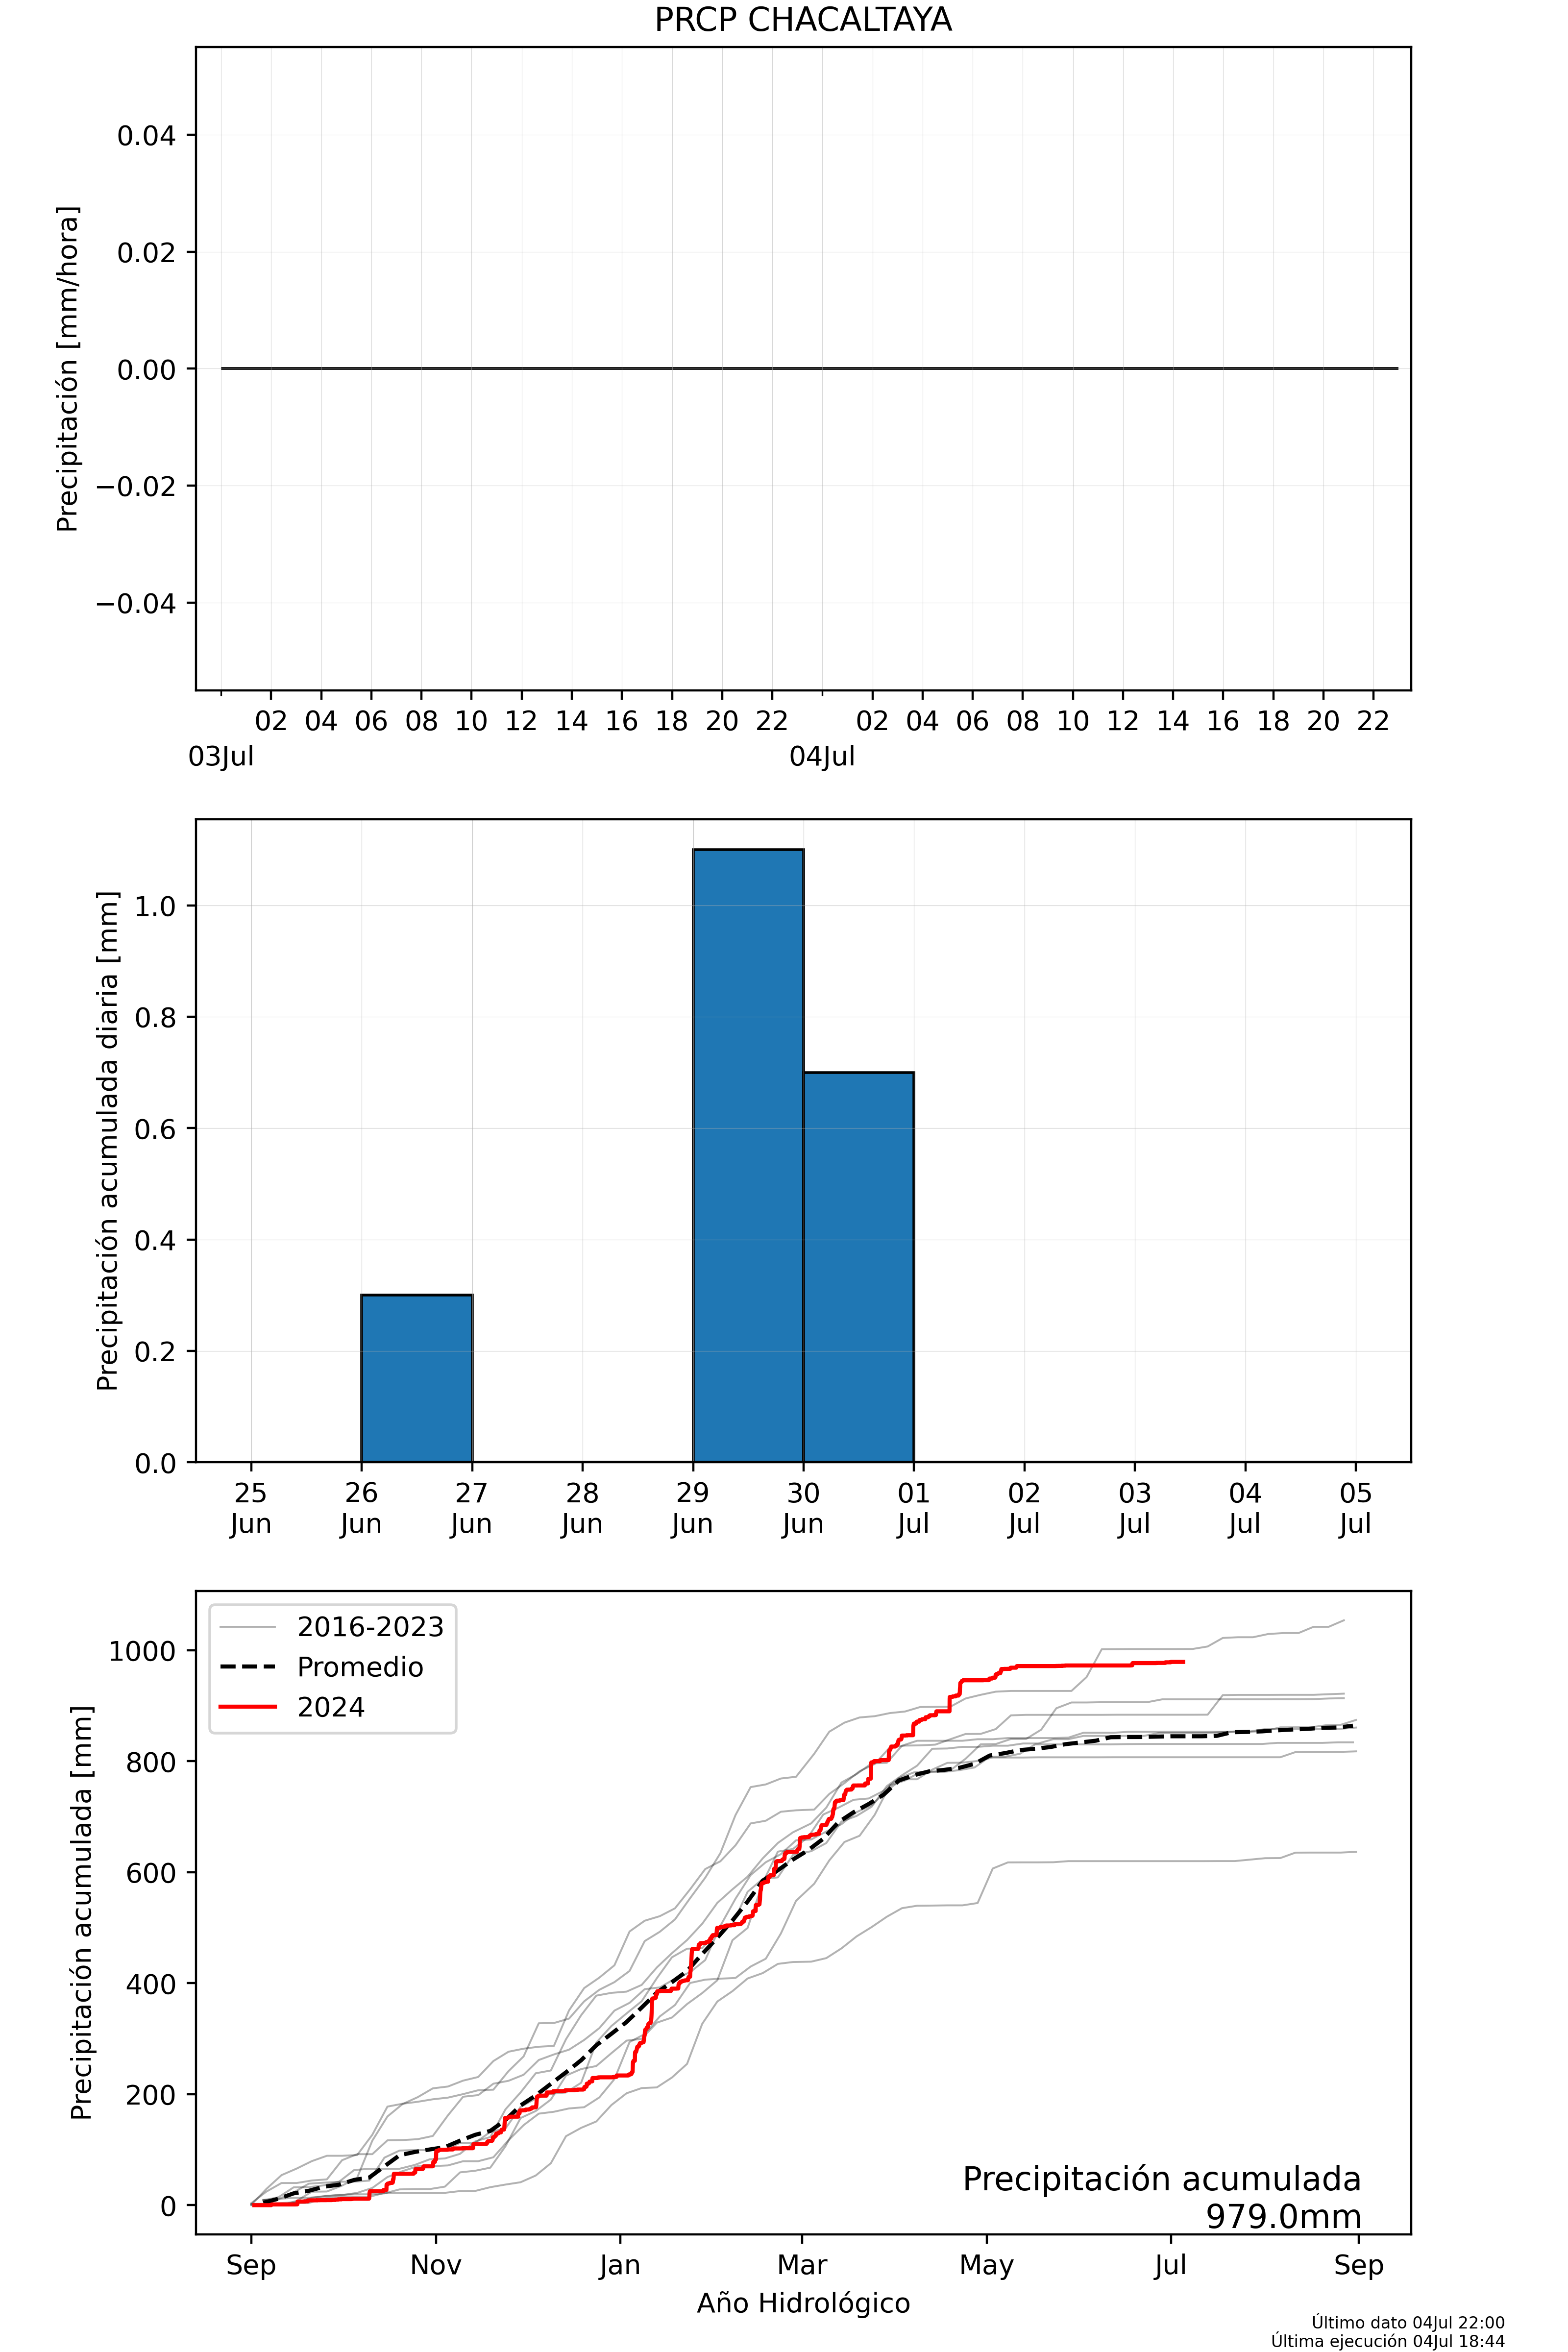 PRCP CHACALTAYA
Precipitación [mm/hora]
0.04
0.02
0.00
−0.02
−0.04
02 04 06 08 10 12 14 16 18 20 22 02 04 06 08 10 12 14 16 18 20 22
03Jul 04Jul
Precipitación acumulada diaria [mm]
1.0
0.8
0.6
0.4
0.2
0.0
25 26 27 28 29 30 01 02 03 04 05
Jun Jun Jun Jun Jun Jun Jul Jul Jul Jul Jul
Precipitación acumulada [mm]
1000
800
600
400
200
0
2016-2023
Promedio
2024
Precipitación acumulada
979.0mm
Sep Nov Jan Mar May Jul Sep
Año Hidrológico
Último dato 04Jul 22:00
Última ejecución 04Jul 18:44